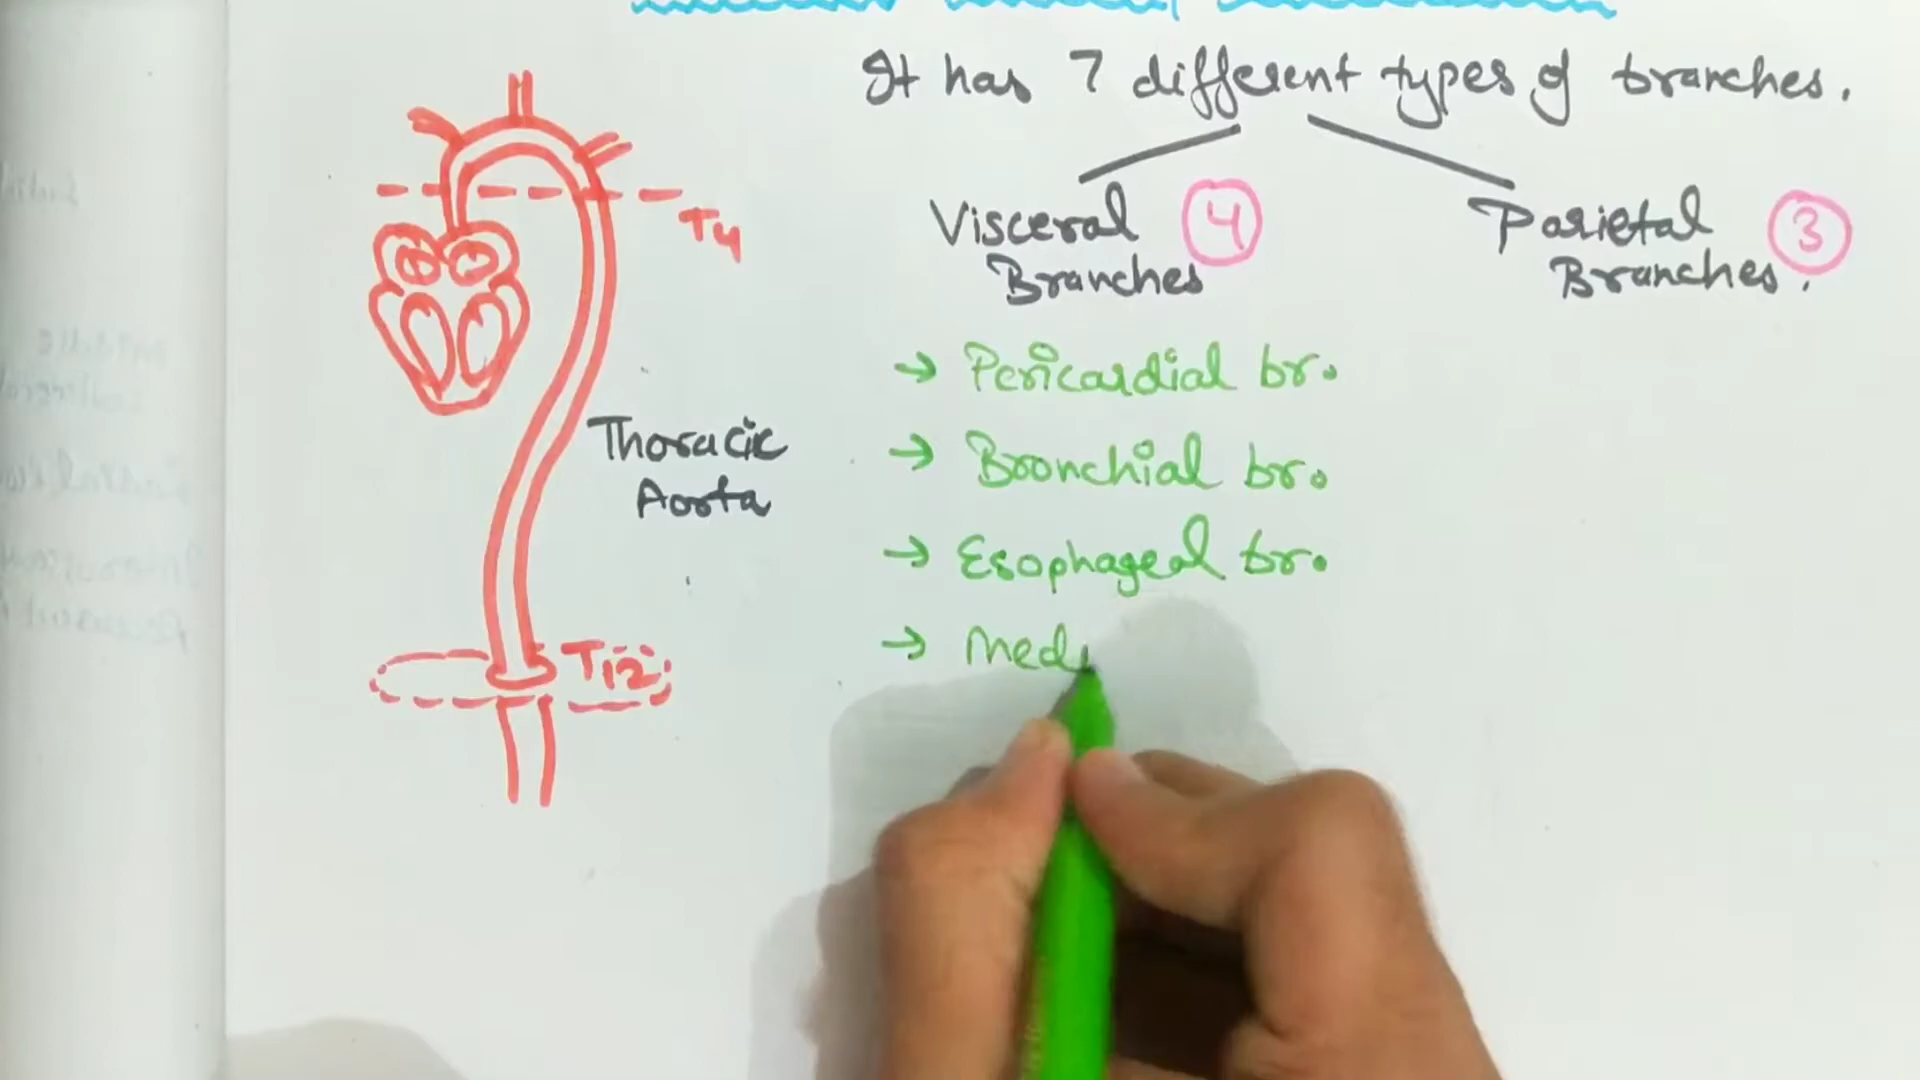 It has 7 different types of branches.
Visceral 4
Branches
Parietal 3
Branches.
T4
→ Pericardial br.
→ Bronchial br.
Thoracic
Aorta
→ Esophageal br.
→ Medi
T12